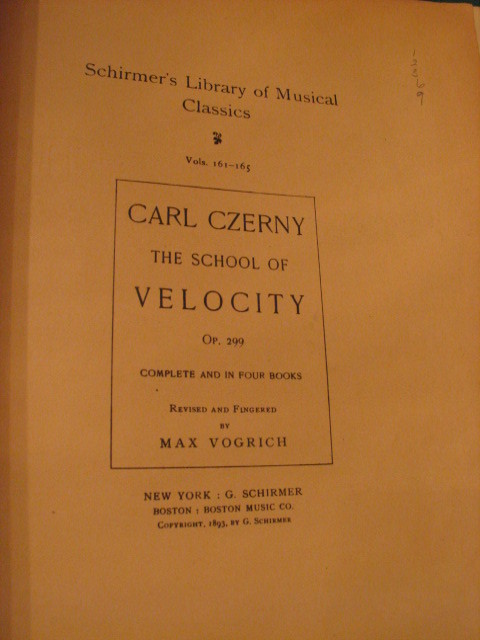 Schirmer's Library of Musical
Classics
Vols. 161-165
CARL CZERNY
THE SCHOOL OF
VELOCITY
OP. 299
COMPLETE AND IN FOUR BOOKS
REVISED AND FINGERED
BY
MAX VOGRICH
NEW YORK : G. SCHIRMER
BOSTON : BOSTON MUSIC CO.
COPYRIGHT, 1893, BY G. SCHIRMER